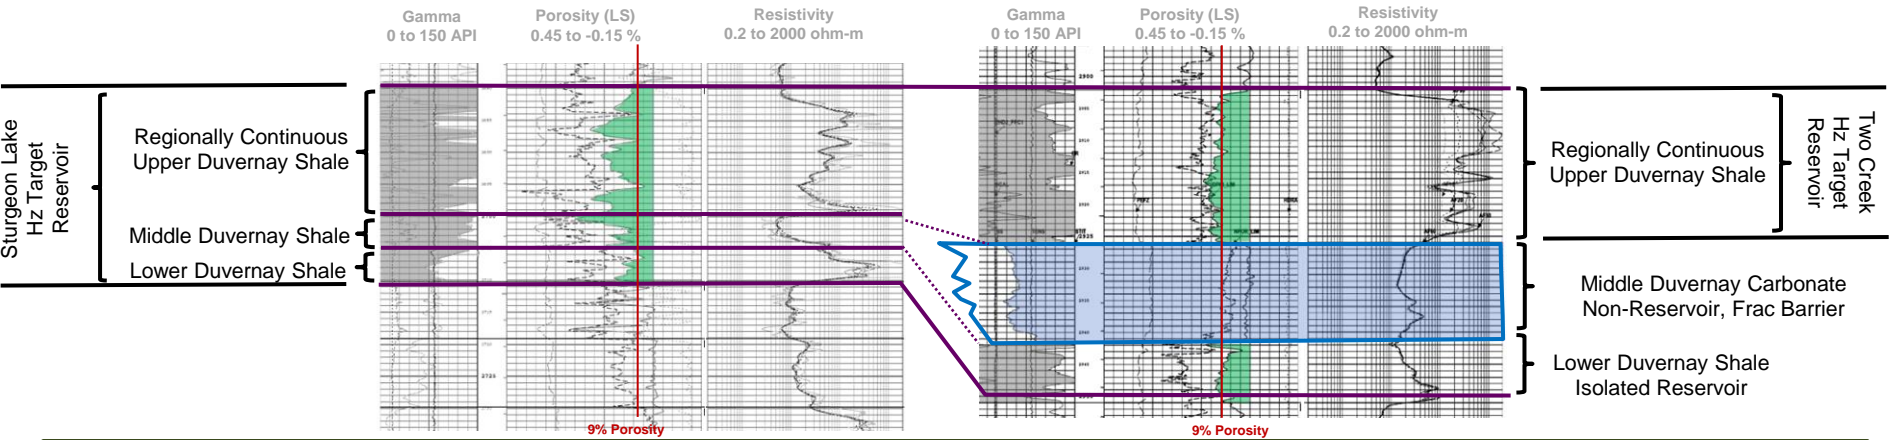 Gamma
0 to 150 API
Porosity (LS)
0.45 to -0.15 %
Resistivity
0.2 to 2000 ohm-m
Gamma
0 to 150 API
Porosity (LS)
0.45 to -0.15 %
Resistivity
0.2 to 2000 ohm-m
Sturgeon Lake
Hz Target
Reservoir
Regionally Continuous
Upper Duvernay Shale
Middle Duvernay Shale
Lower Duvernay Shale
2725
2900
2925
Regionally Continuous
Upper Duvernay Shale
Two Creek
Hz Target
Reservoir
Middle Duvernay Carbonate
Non-Reservoir, Frac Barrier
Lower Duvernay Shale
Isolated Reservoir
9% Porosity
9% Porosity